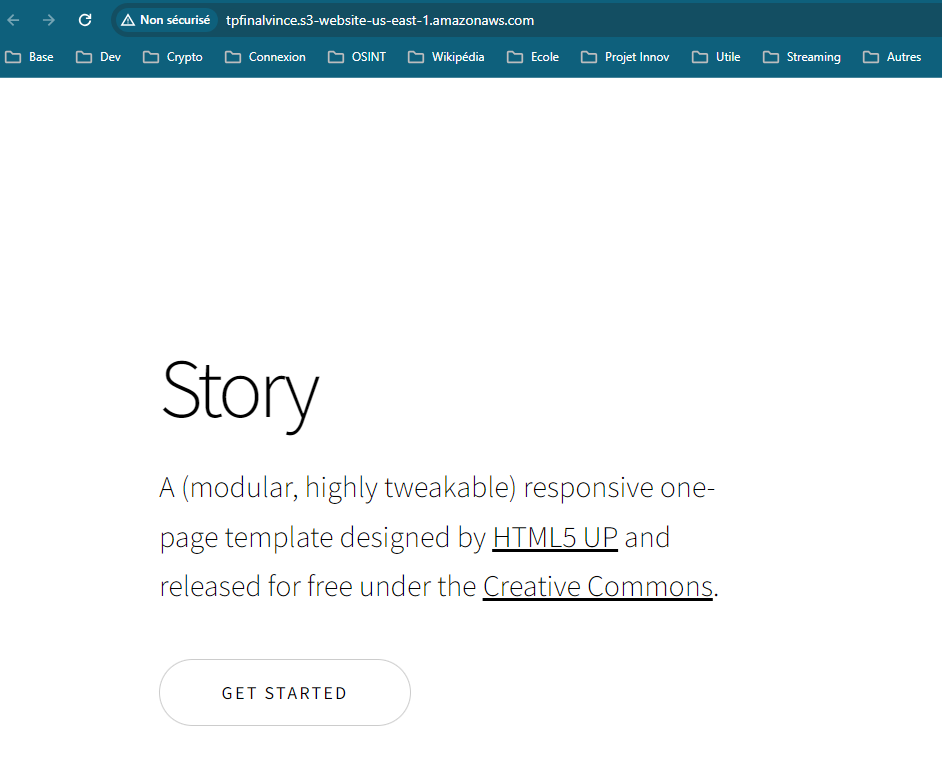 Non sécurisé tpfinalvince.s3-website-us-east-1.amazonaws.com
Base Dev Crypto Connexion OSINT Wikipédia Ecole Projet Innov Utile Streaming Autres
Story
A (modular, highly tweakable) responsive one-
page template designed by HTML5 UP and
released for free under the Creative Commons.
GET STARTED